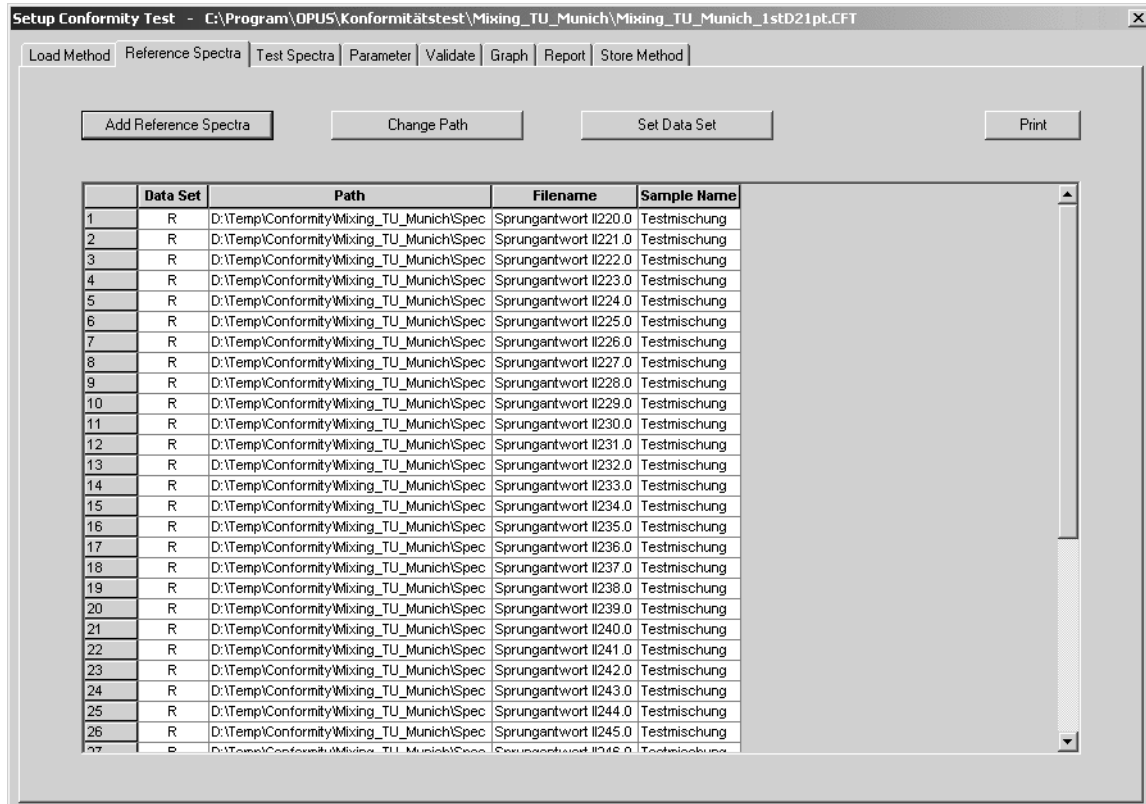 Setup Conformity Test - C:\Program\OPUS\Konformitätstest\Mixing_TU_Munich\Mixing_TU_Munich_1stD21pt.CFT
Load Method Reference Spectra Test Spectra Parameter Validate Graph Report Store Method
Add Reference Spectra Change Path Set Data Set Print
Data Set Path Filename Sample Name
1 R D:\Temp\Conformity\Mixing_TU_Munich\Spec Sprungantwort II220.0 Testmischung
2 R D:\Temp\Conformity\Mixing_TU_Munich\Spec Sprungantwort II221.0 Testmischung
3 R D:\Temp\Conformity\Mixing_TU_Munich\Spec Sprungantwort II222.0 Testmischung
4 R D:\Temp\Conformity\Mixing_TU_Munich\Spec Sprungantwort II223.0 Testmischung
5 R D:\Temp\Conformity\Mixing_TU_Munich\Spec Sprungantwort II224.0 Testmischung
6 R D:\Temp\Conformity\Mixing_TU_Munich\Spec Sprungantwort II225.0 Testmischung
7 R D:\Temp\Conformity\Mixing_TU_Munich\Spec Sprungantwort II226.0 Testmischung
8 R D:\Temp\Conformity\Mixing_TU_Munich\Spec Sprungantwort II227.0 Testmischung
9 R D:\Temp\Conformity\Mixing_TU_Munich\Spec Sprungantwort II228.0 Testmischung
10 R D:\Temp\Conformity\Mixing_TU_Munich\Spec Sprungantwort II229.0 Testmischung
11 R D:\Temp\Conformity\Mixing_TU_Munich\Spec Sprungantwort II230.0 Testmischung
12 R D:\Temp\Conformity\Mixing_TU_Munich\Spec Sprungantwort II231.0 Testmischung
13 R D:\Temp\Conformity\Mixing_TU_Munich\Spec Sprungantwort II232.0 Testmischung
14 R D:\Temp\Conformity\Mixing_TU_Munich\Spec Sprungantwort II233.0 Testmischung
15 R D:\Temp\Conformity\Mixing_TU_Munich\Spec Sprungantwort II234.0 Testmischung
16 R D:\Temp\Conformity\Mixing_TU_Munich\Spec Sprungantwort II235.0 Testmischung
17 R D:\Temp\Conformity\Mixing_TU_Munich\Spec Sprungantwort II236.0 Testmischung
18 R D:\Temp\Conformity\Mixing_TU_Munich\Spec Sprungantwort II237.0 Testmischung
19 R D:\Temp\Conformity\Mixing_TU_Munich\Spec Sprungantwort II238.0 Testmischung
20 R D:\Temp\Conformity\Mixing_TU_Munich\Spec Sprungantwort II239.0 Testmischung
21 R D:\Temp\Conformity\Mixing_TU_Munich\Spec Sprungantwort II240.0 Testmischung
22 R D:\Temp\Conformity\Mixing_TU_Munich\Spec Sprungantwort II241.0 Testmischung
23 R D:\Temp\Conformity\Mixing_TU_Munich\Spec Sprungantwort II242.0 Testmischung
24 R D:\Temp\Conformity\Mixing_TU_Munich\Spec Sprungantwort II243.0 Testmischung
25 R D:\Temp\Conformity\Mixing_TU_Munich\Spec Sprungantwort II244.0 Testmischung
26 R D:\Temp\Conformity\Mixing_TU_Munich\Spec Sprungantwort II245.0 Testmischung